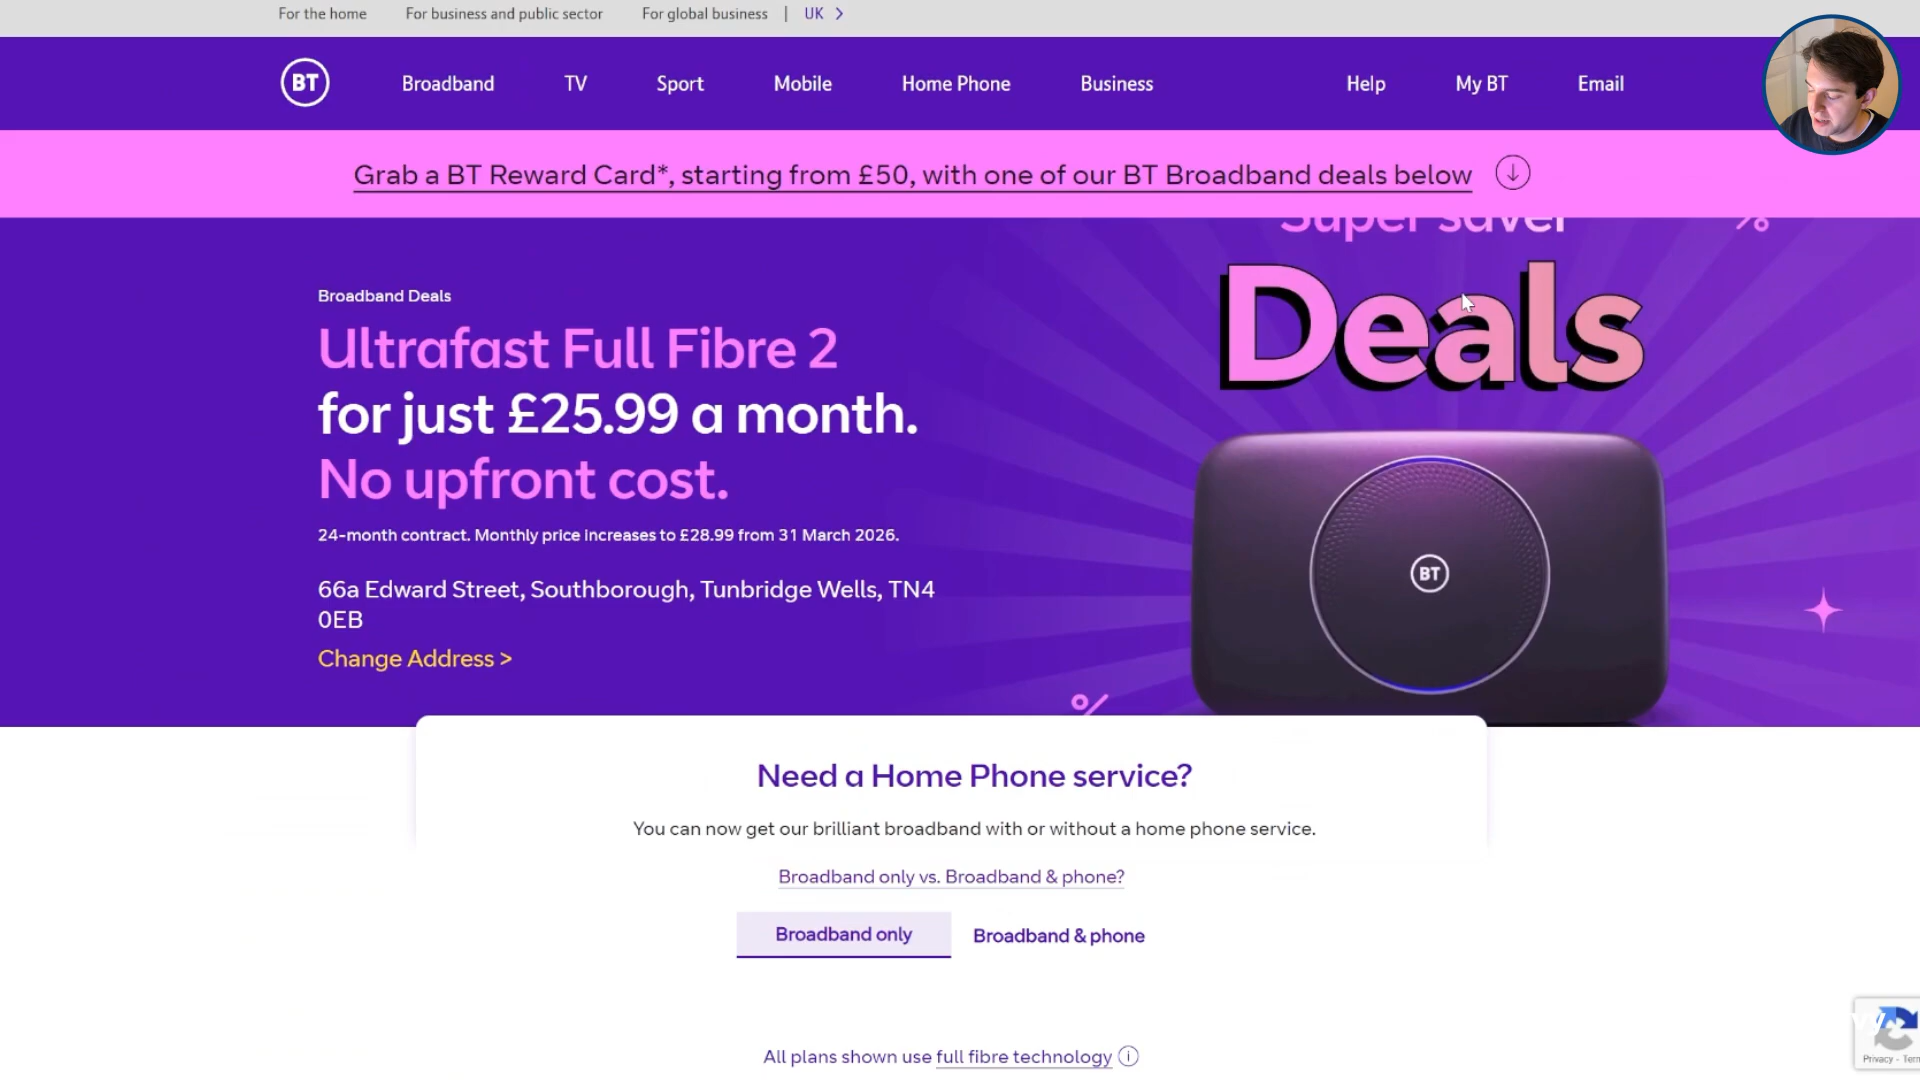 For the home
For business and public sector
For global business
|
UK
BT
Broadband
TV
Sport
Mobile
Home Phone
Business
Help
My BT
Email
Grab a BT Reward Card*, starting from £50, with one of our BT Broadband deals below
Super saver
%
Deals
Broadband Deals
Ultrafast Full Fibre 2
for just £25.99 a month.
No upfront cost.
24-month contract. Monthly price increases to £28.99 from 31 March 2026.
66a Edward Street, Southborough, Tunbridge Wells, TN4
0EB
Change Address >
BT
%
Need a Home Phone service?
You can now get our brilliant broadband with or without a home phone service.
Broadband only vs. Broadband & phone?
Broadband only
Broadband & phone
All plans shown use full fibre technology
Privacy -